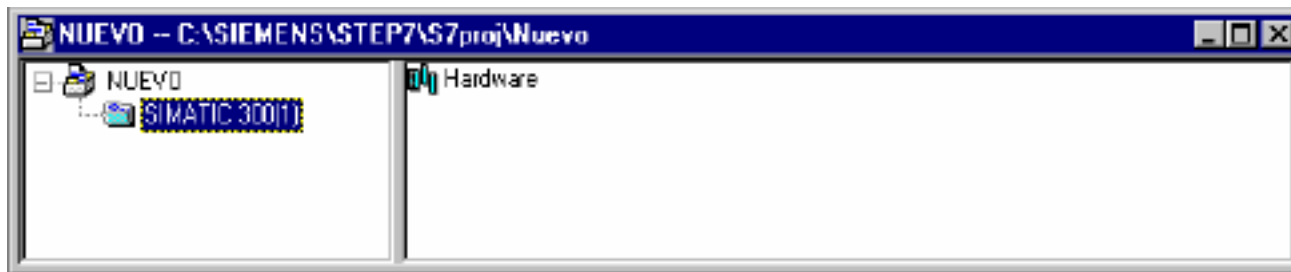 NUEVO -- C:\SIEMENS\STEP7\S7proj\Nuevo
NUEVO
SIMATIC 300(1)
Hardware